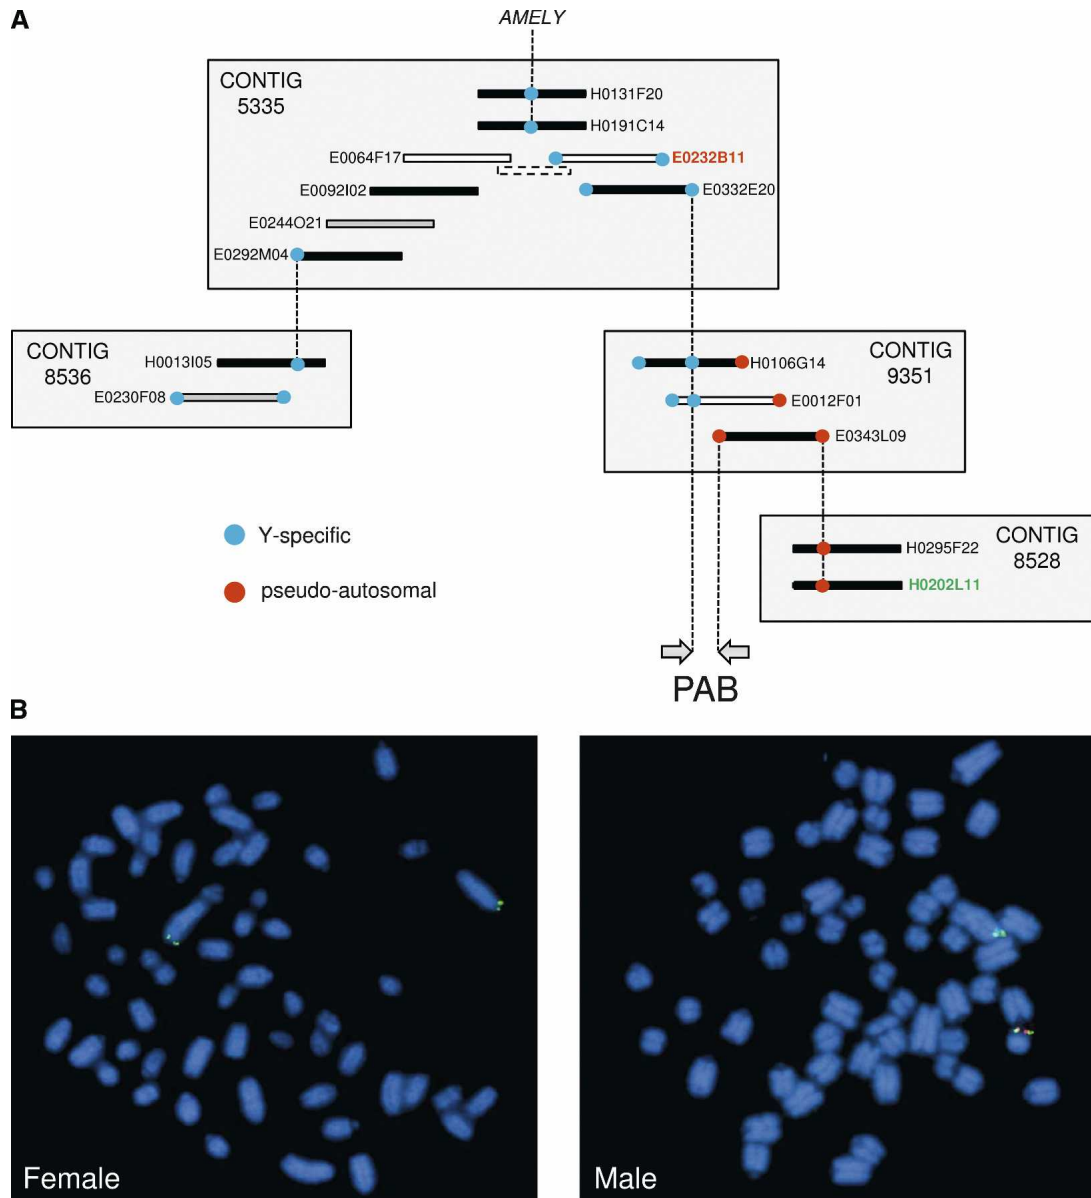 A
AMELY
CONTIG
5335
H0131F20
H0191C14
E0064F17
E0232B11
E0092I02
E0332E20
E0244O21
E0292M04
CONTIG
8536
H0013I05
E0230F08
CONTIG
9351
H0106G14
E0012F01
E0343L09
Y-specific
pseudo-autosomal
CONTIG
8528
H0295F22
H0202L11
PAB
B
Female
Male